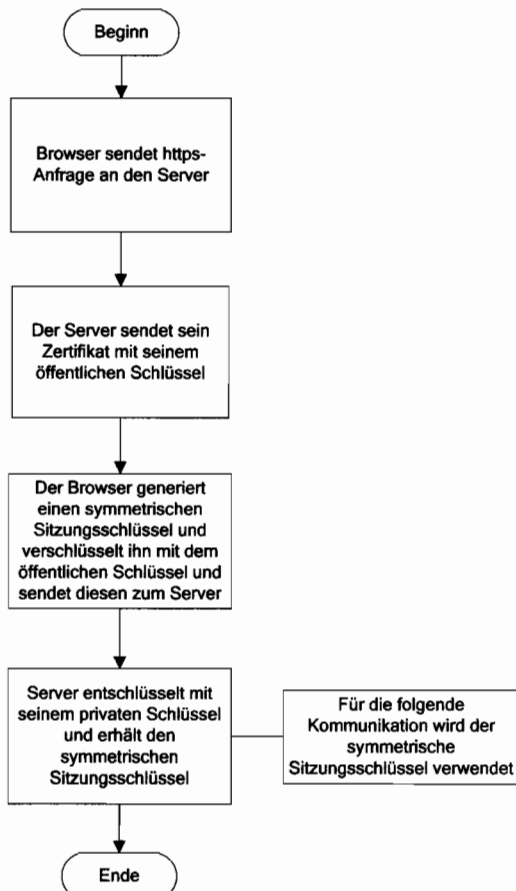 Beginn
Browser sendet https-
Anfrage an den Server
Der Server sendet sein
Zertifikat mit seinem
öffentlichen Schlüssel
Der Browser generiert
einen symmetrischen
Sitzungsschlüssel und
verschlüsselt ihn mit dem
öffentlichen Schlüssel und
sendet diesen zum Server
Server entschlüsselt mit
seinem privaten Schlüssel
und erhält den
symmetrischen
Sitzungsschlüssel
Für die folgende
Kommunikation wird der
symmetrische
Sitzungsschlüssel verwendet
Ende